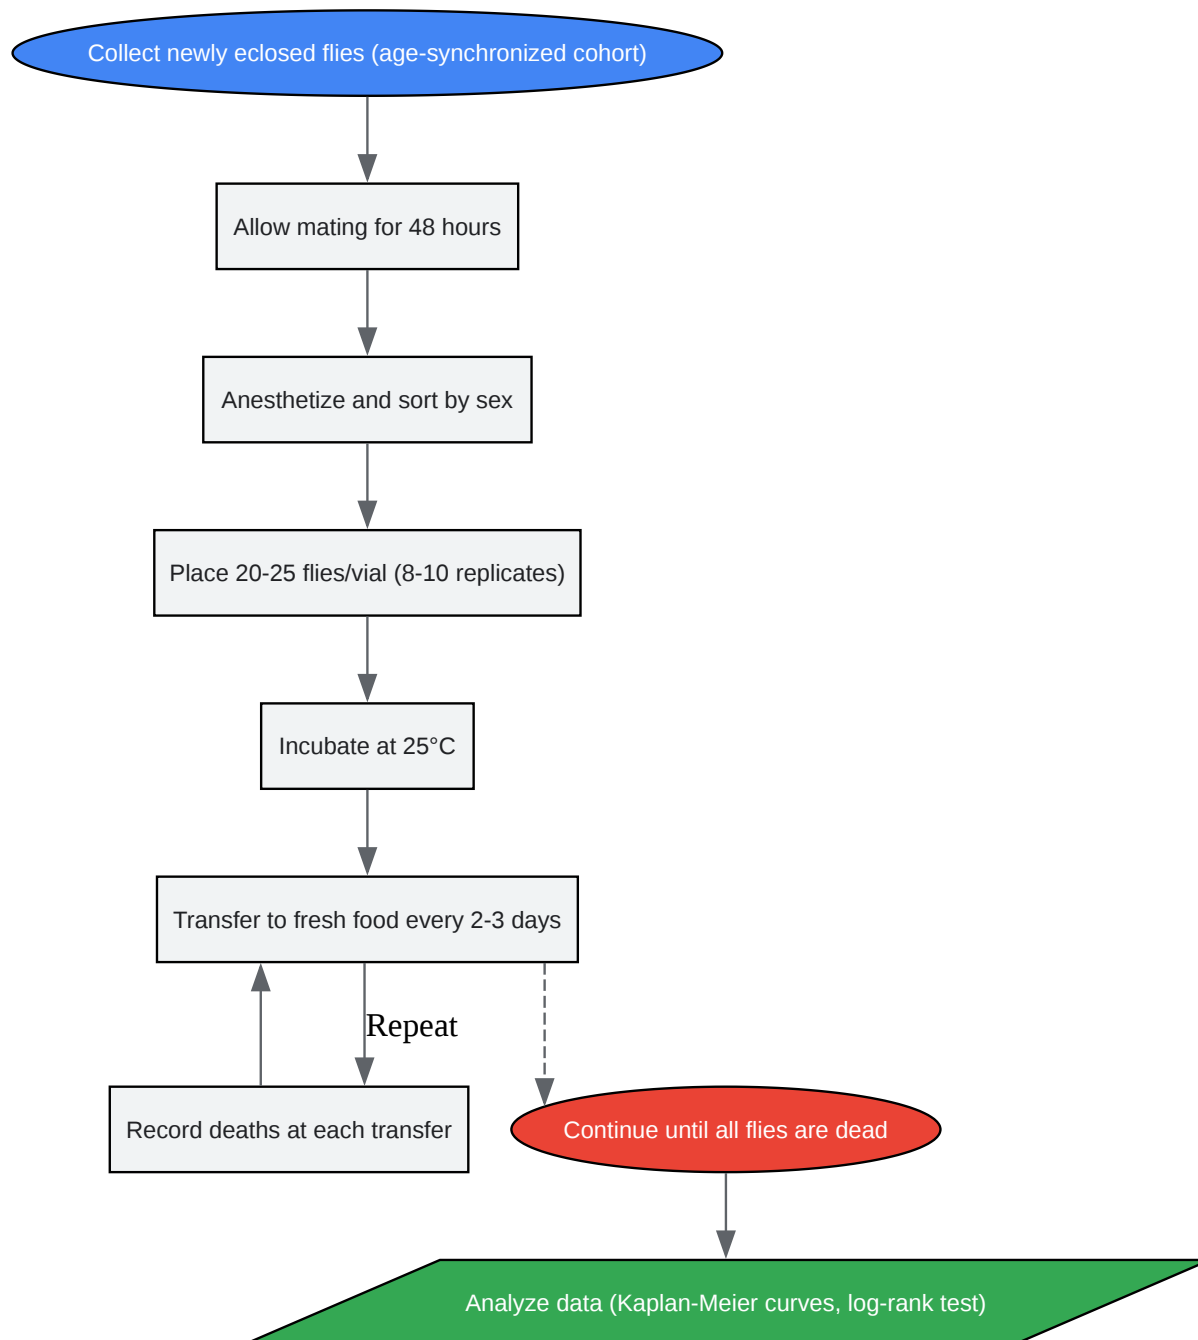 Collect newly eclosed flies (age-synchronized cohort)
Allow mating for 48 hours
Anesthetize and sort by sex
Place 20-25 flies/vial (8-10 replicates)
Incubate at 25°C
Transfer to fresh food every 2-3 days
Repeat
Record deaths at each transfer
Continue until all flies are dead
Analyze data (Kaplan-Meier curves, log-rank test)